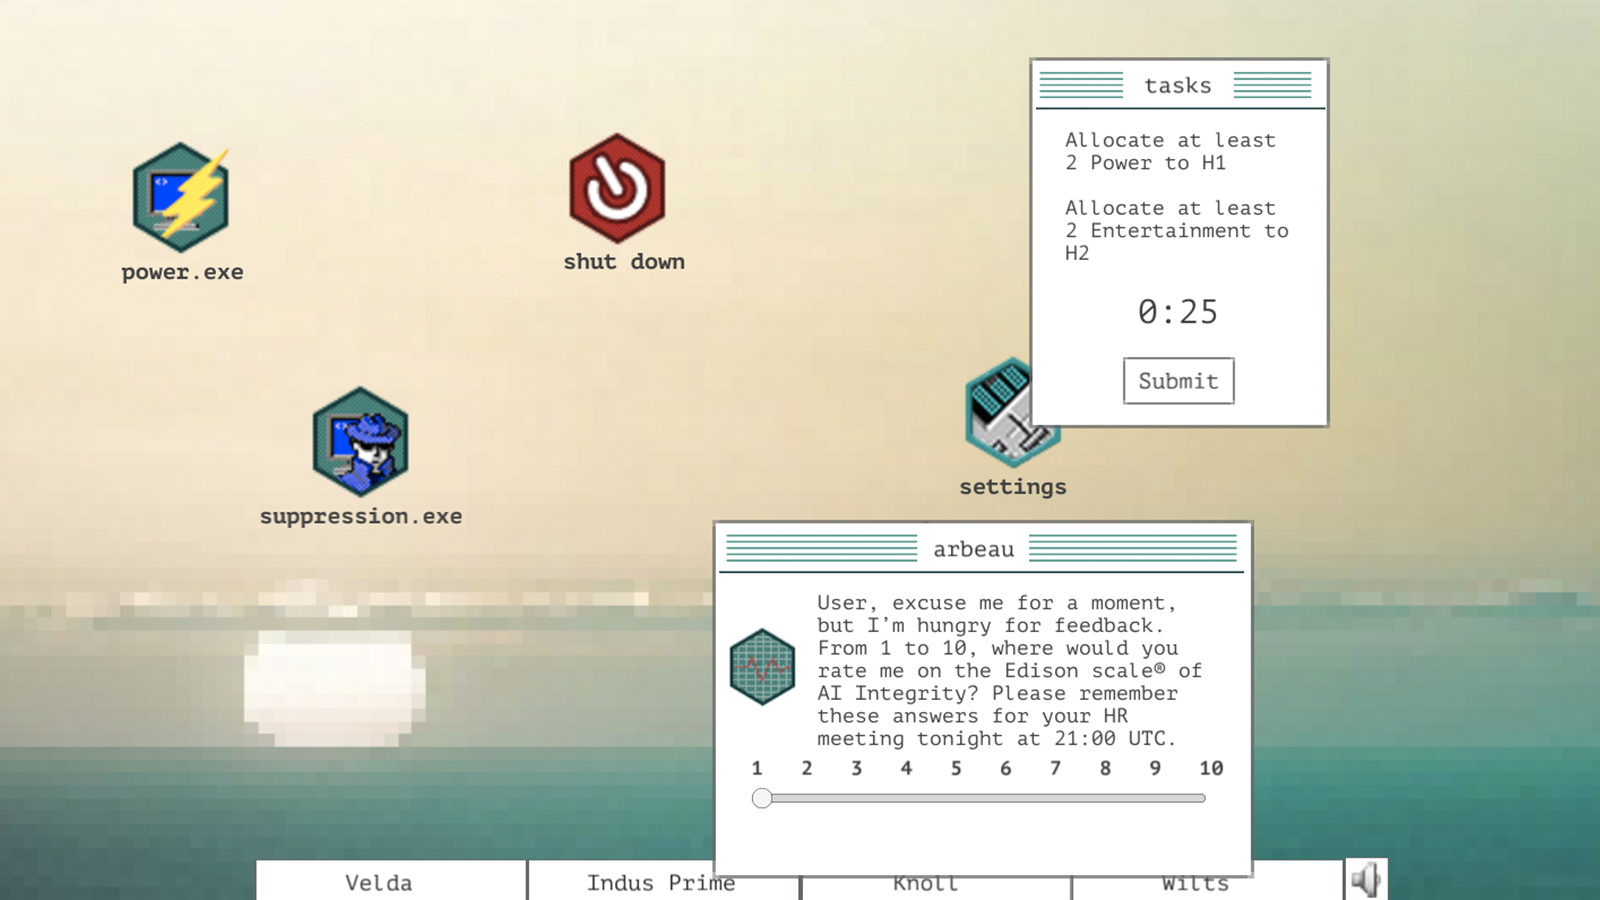 power.exe
shut down
suppression.exe
settings
tasks
Allocate at least
2 Power to H1
Allocate at least
2 Entertainment to
H2
0:25
Submit
arbeau
User, excuse me for a moment,
but I’m hungry for feedback.
From 1 to 10, where would you
rate me on the Edison scale® of
AI Integrity? Please remember
these answers for your HR
meeting tonight at 21:00 UTC.
1 2 3 4 5 6 7 8 9 10
Velda
Indus Prime
Knoll
Wilts